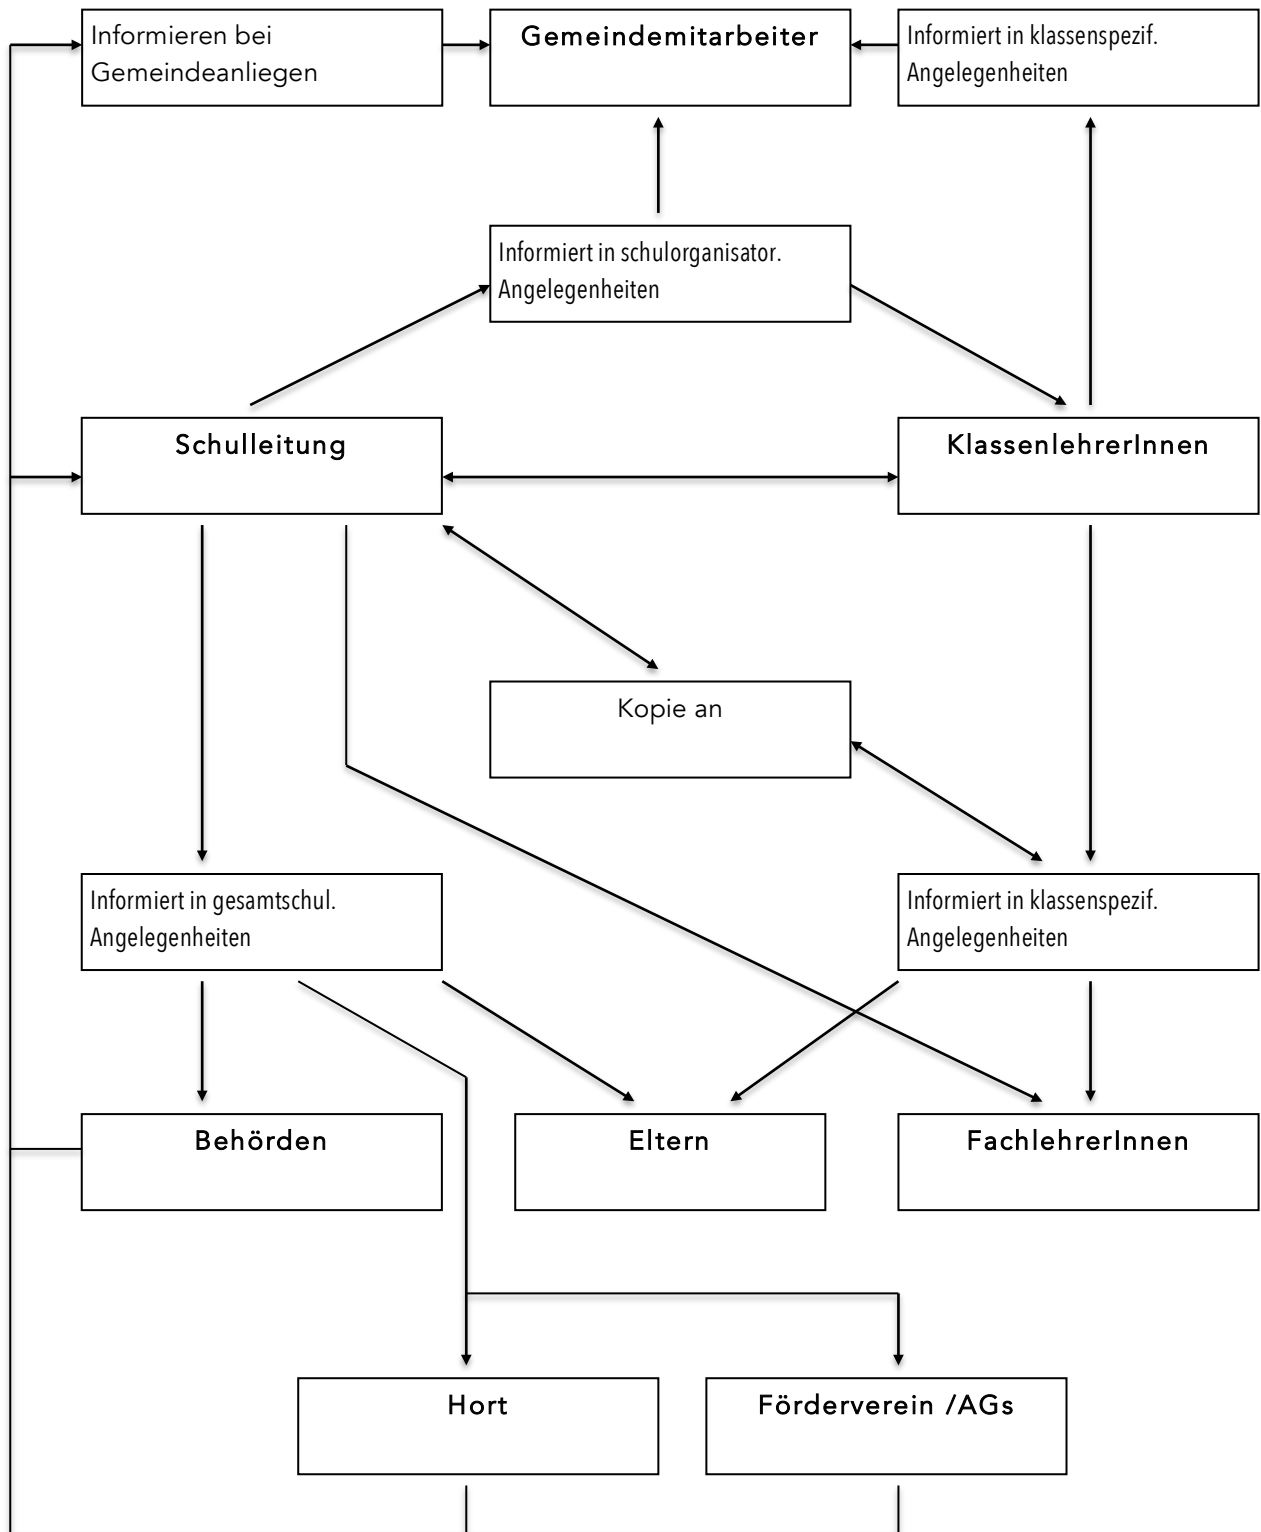 Informieren bei
Gemeindeanliegen
Gemeindemitarbeiter
Informiert in klassenspezif.
Angelegenheiten
Informiert in schulorganisator.
Angelegenheiten
Schulleitung
KlassenlehrerInnen
Kopie an
Informiert in gesamtschul.
Angelegenheiten
Informiert in klassenspezif.
Angelegenheiten
Behörden
Eltern
FachlehrerInnen
Hort
Förderverein /AGs